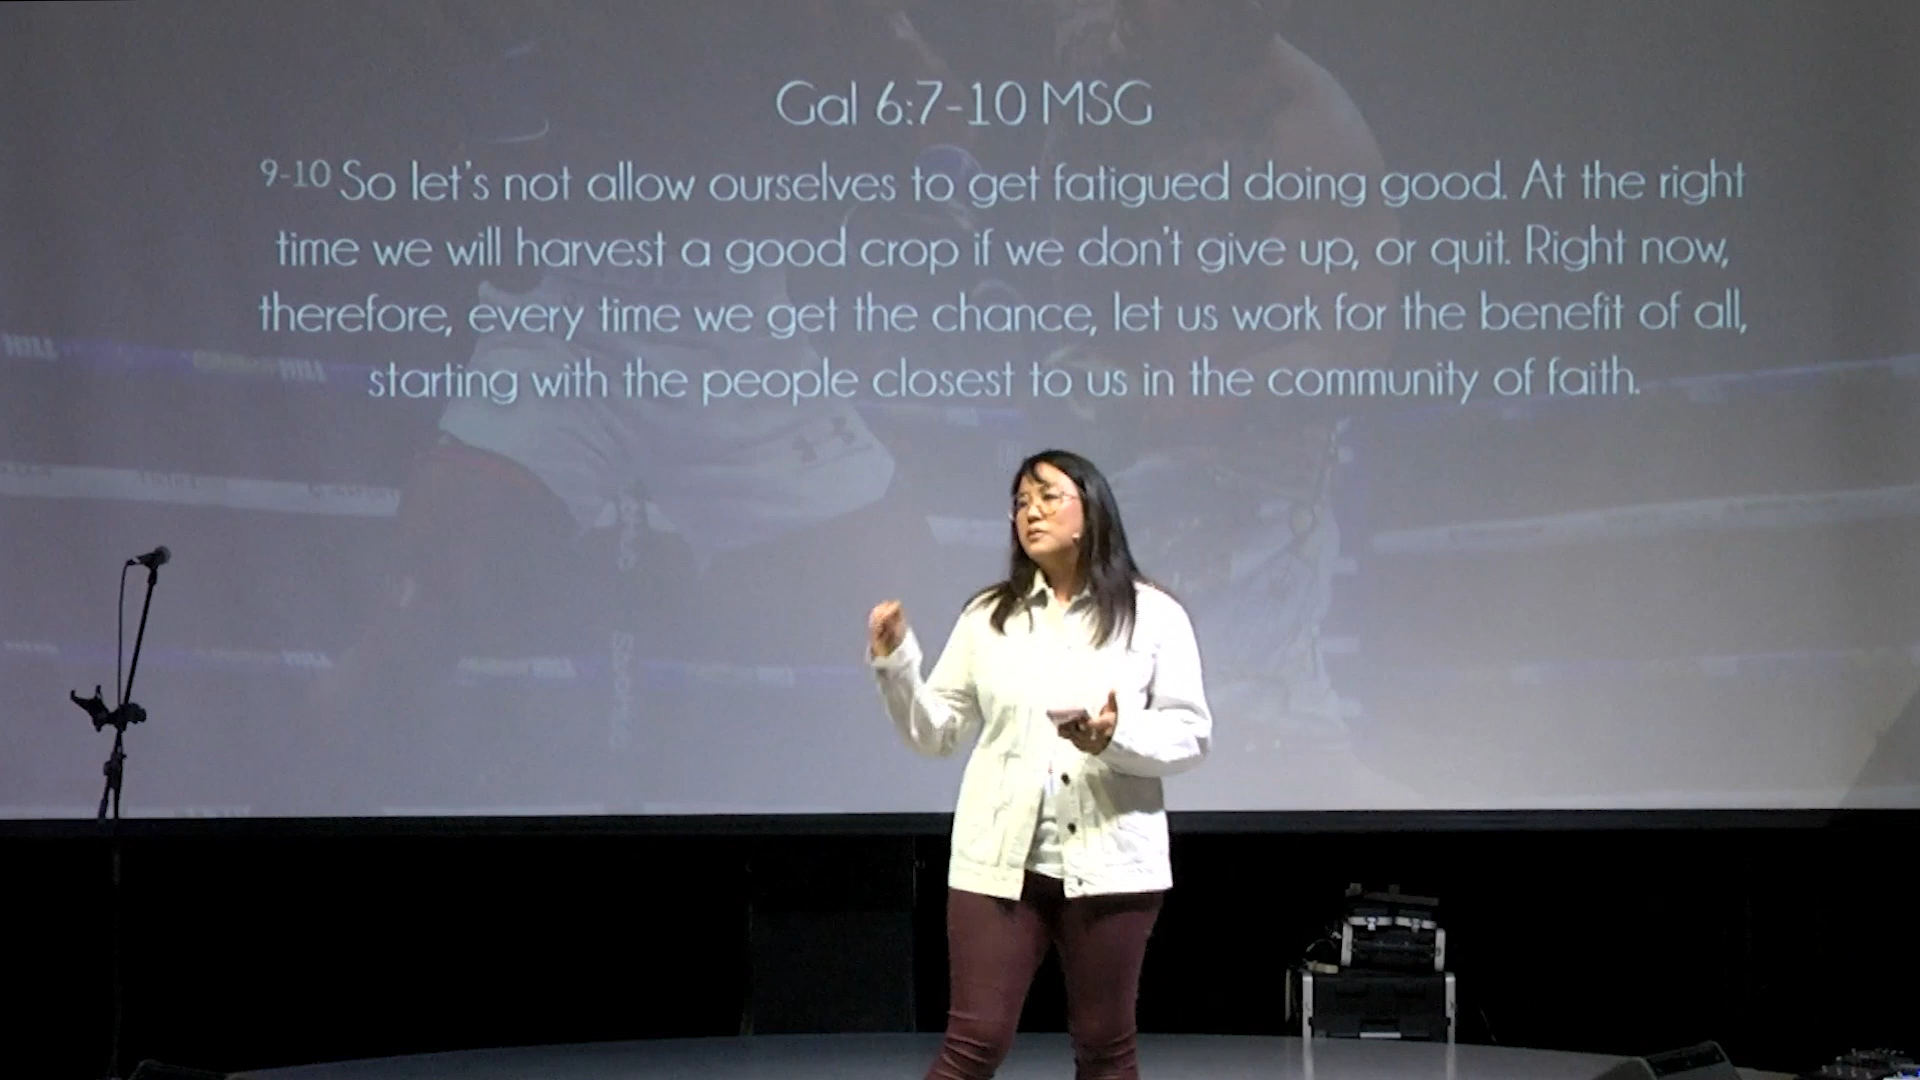 Gal 6:7-10 MSG
9-10 So let's not allow ourselves to get fatigued doing good. At the right
time we will harvest a good crop if we don't give up, or quit. Right now,
therefore, every time we get the chance, let us work for the benefit of all,
starting with the people closest to us in the community of faith.